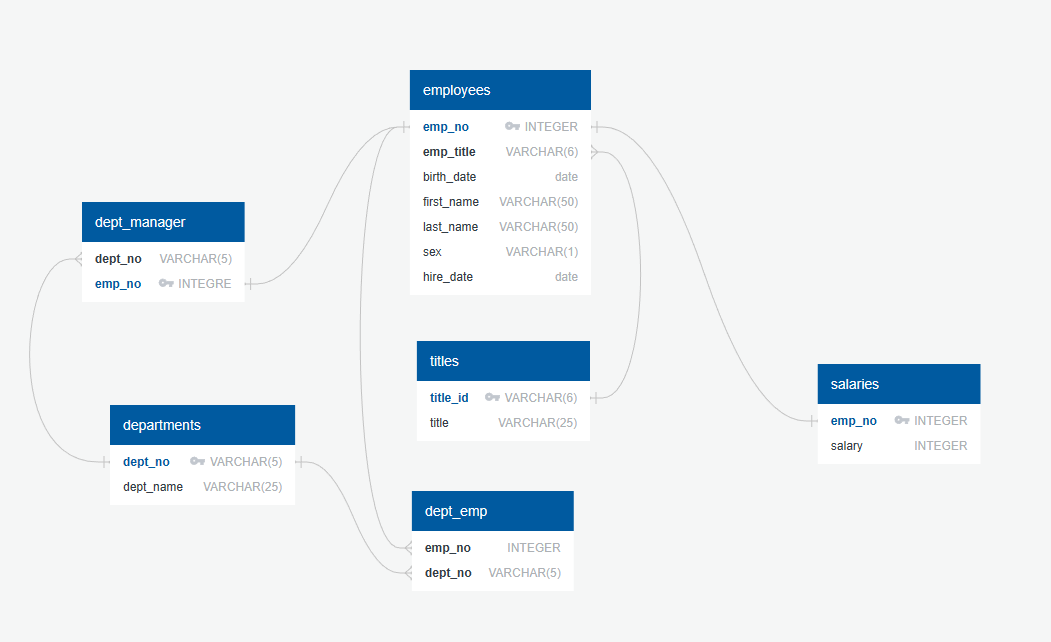 employees
emp_no INTEGER
emp_title VARCHAR(6)
birth_date date
first_name VARCHAR(50)
last_name VARCHAR(50)
sex VARCHAR(1)
hire_date date
dept_manager
dept_no VARCHAR(5)
emp_no INTEGRE
titles
title_id VARCHAR(6)
title VARCHAR(25)
salaries
emp_no INTEGER
salary INTEGER
departments
dept_no VARCHAR(5)
dept_name VARCHAR(25)
dept_emp
emp_no INTEGER
dept_no VARCHAR(5)